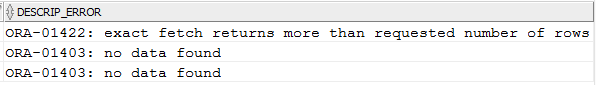 DESCRIP_ERROR
ORA-01422: exact fetch returns more than requested number of rows
ORA-01403: no data found
ORA-01403: no data found